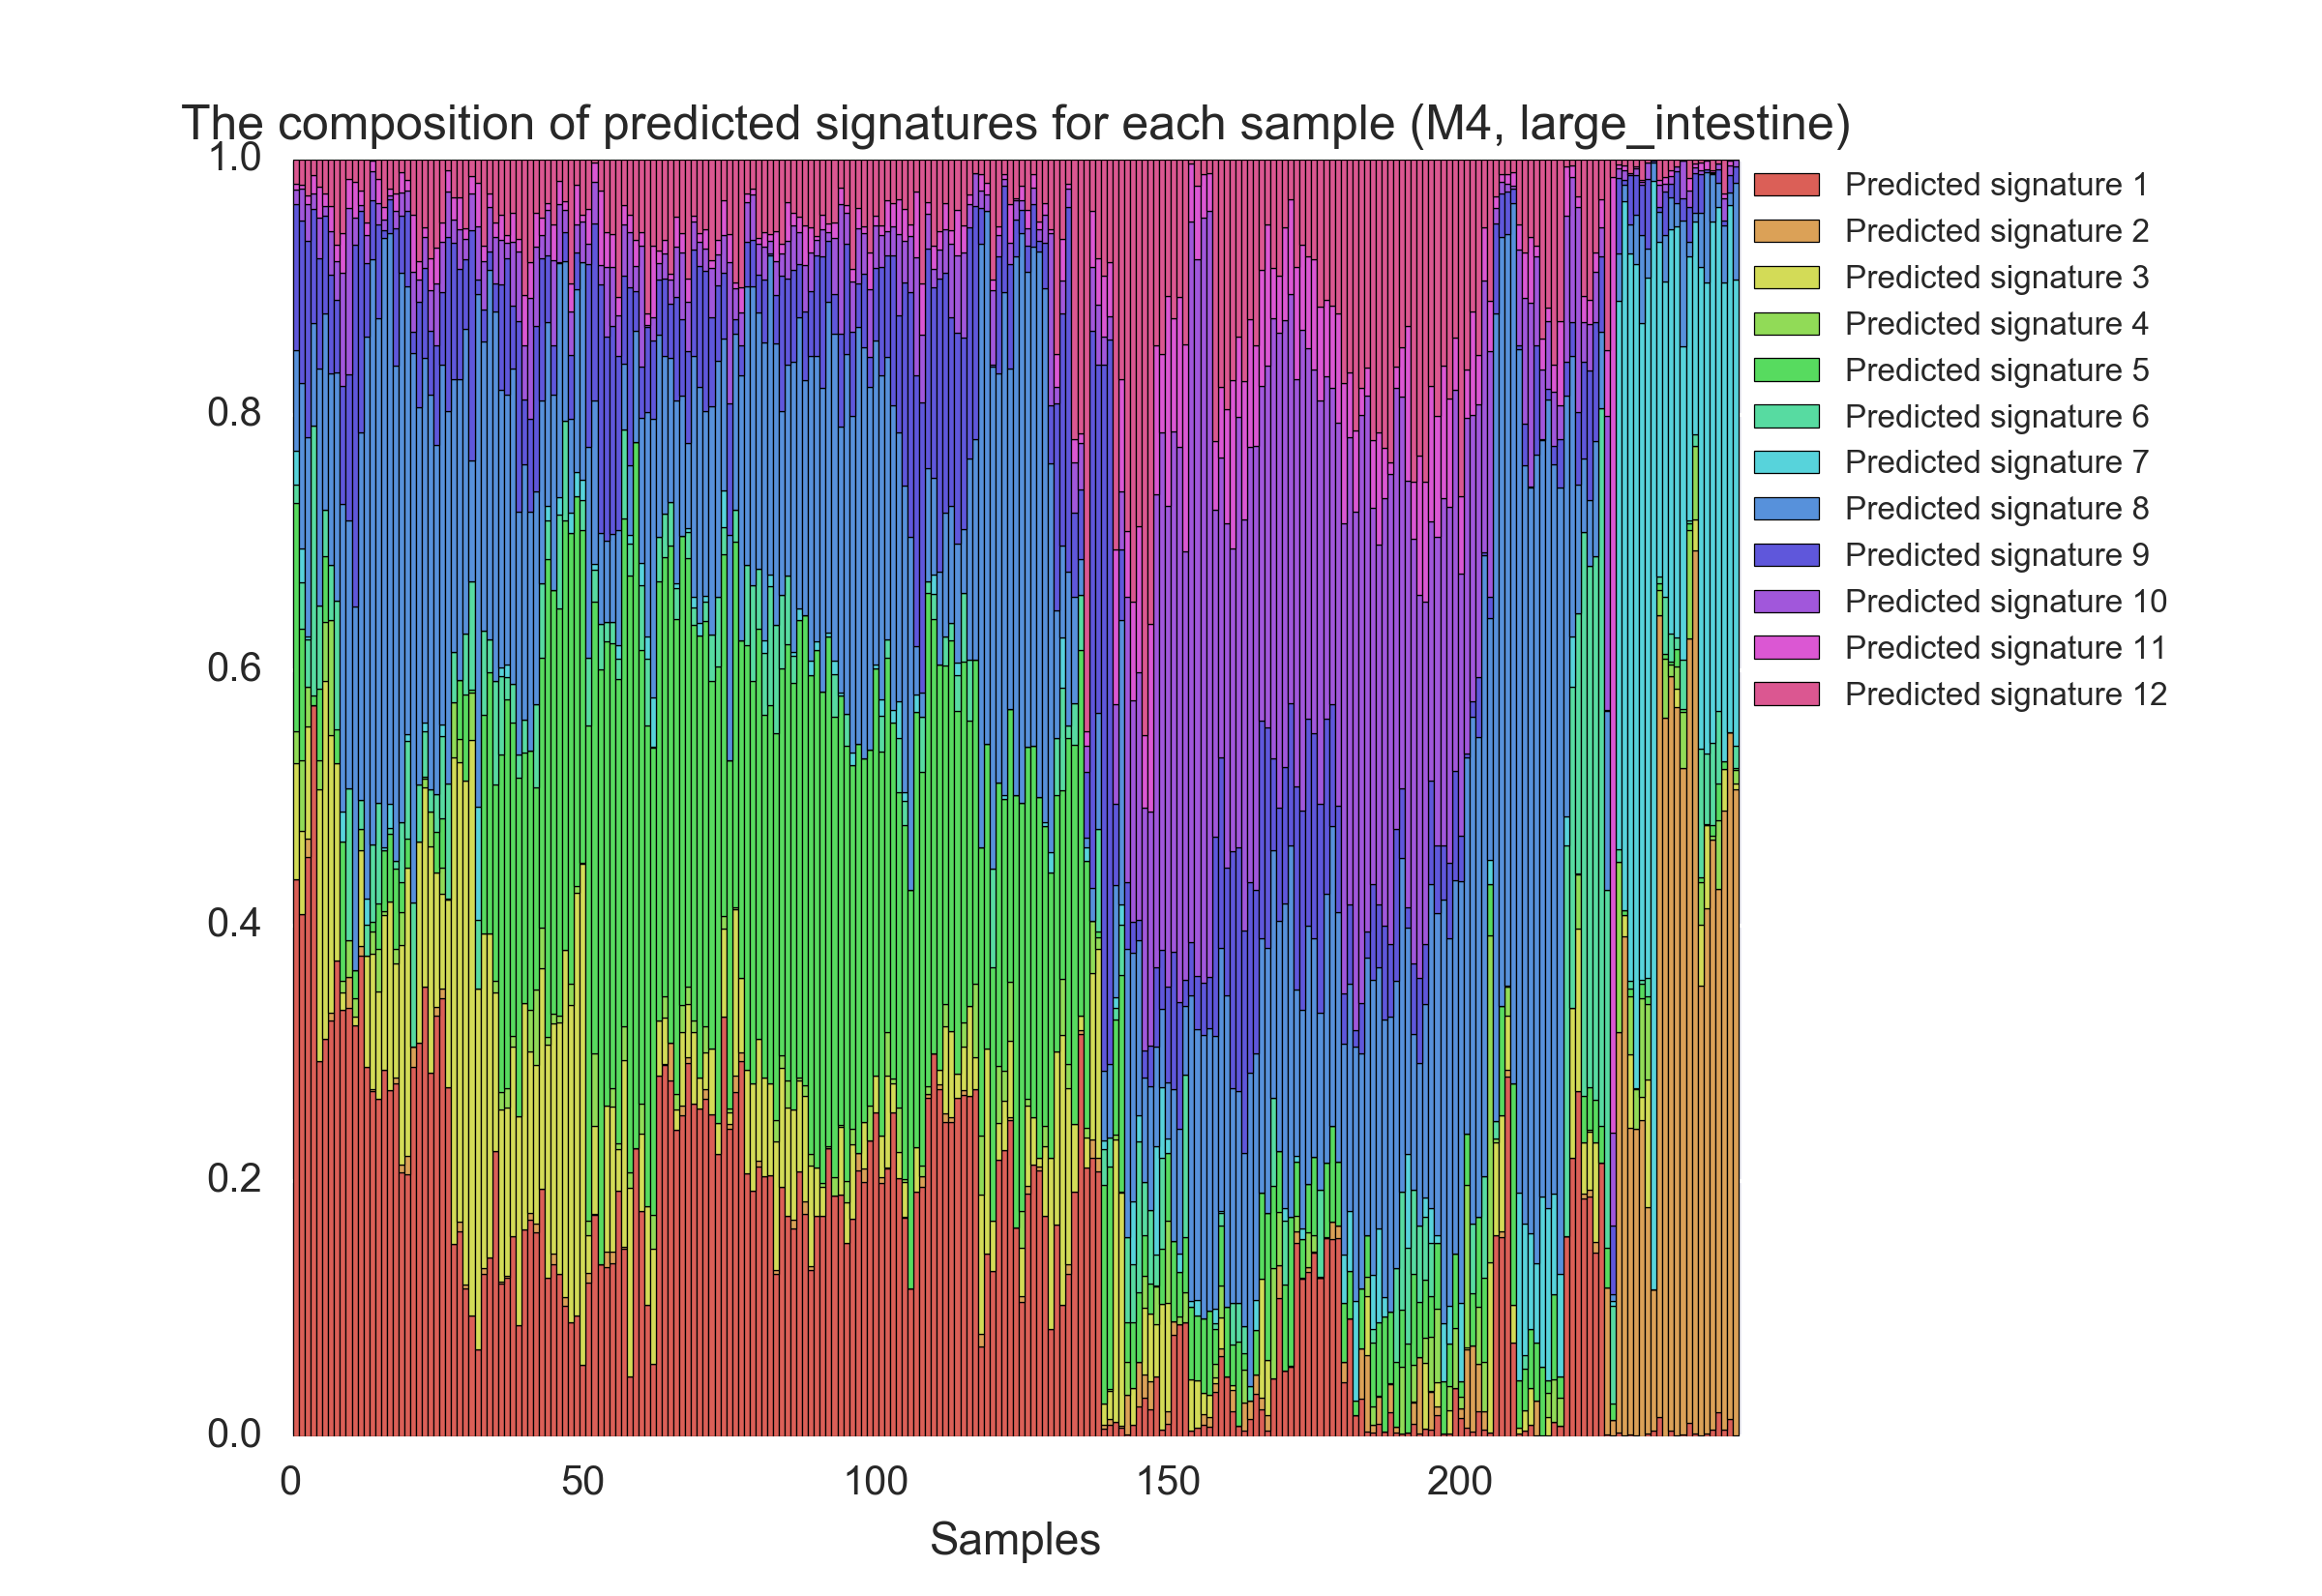 The composition of predicted signatures for each sample (M4, large_intestine)
1.0
0.8
0.6
0.4
0.2
0.0
0 50 100 150 200
Samples
Predicted signature 1
Predicted signature 2
Predicted signature 3
Predicted signature 4
Predicted signature 5
Predicted signature 6
Predicted signature 7
Predicted signature 8
Predicted signature 9
Predicted signature 10
Predicted signature 11
Predicted signature 12